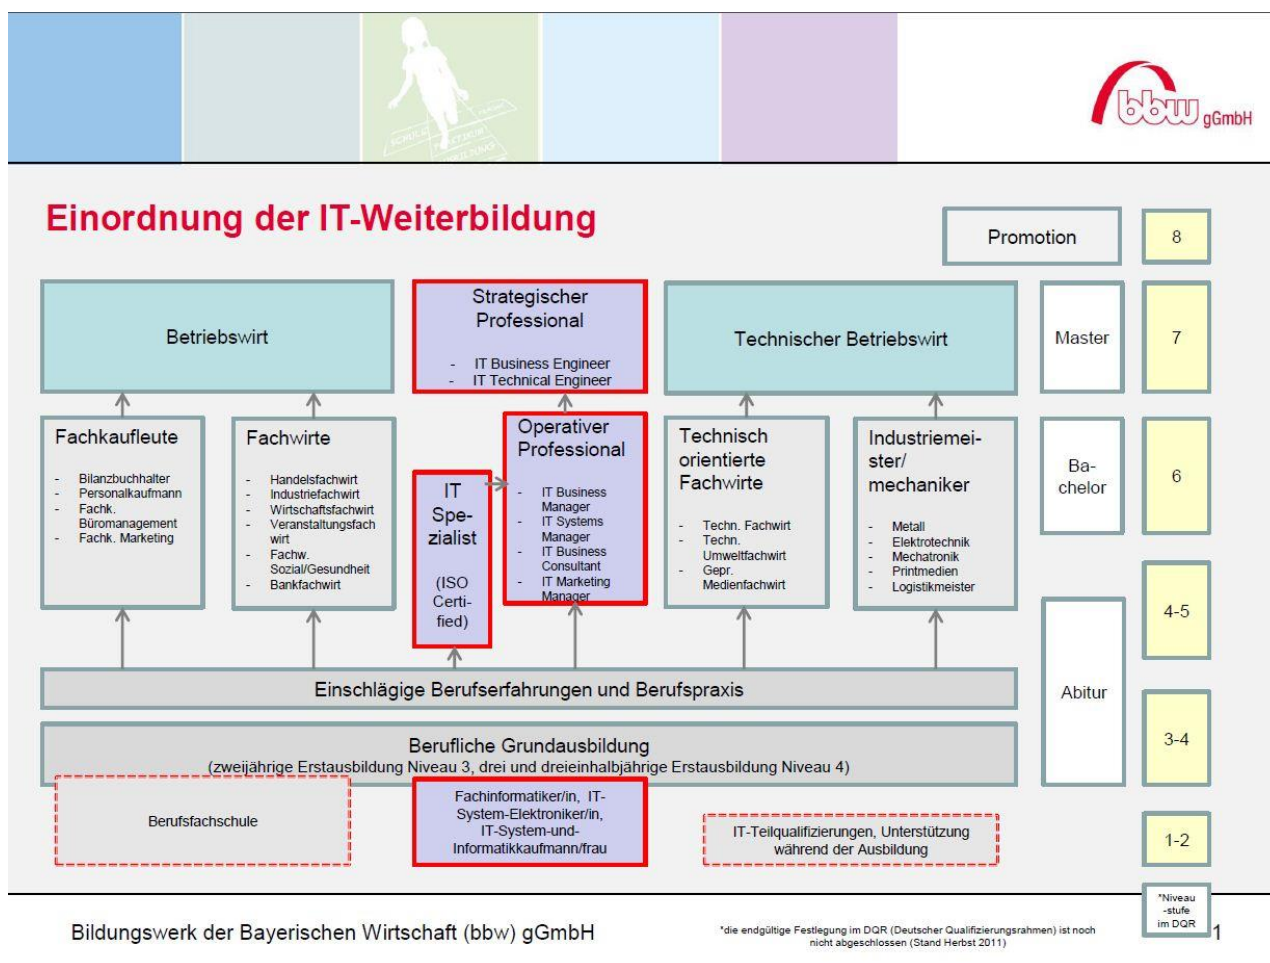 SCHULE
bbw gGmbH
Einordnung der IT-Weiterbildung
Promotion
8
Betriebswirt
Strategischer
Professional
- IT Business Engineer
- IT Technical Engineer
Technischer Betriebswirt
Master
7
Fachkaufleute
- Bilanzbuchhalter
- Personalkaufmann
- Fachk.
Büromanagement
- Fachk. Marketing
Fachwirte
- Handelsfachwirt
- Industriefachwirt
- Wirtschaftsfachwirt
- Veranstaltungsfach
wirt
- Fachw.
Sozial/Gesundheit
- Bankfachwirt
IT
Spe-
zialist
(ISO
Certi-
fied)
Operativer
Professional
- IT Business
Manager
- IT Systems
Manager
- IT Business
Consultant
- IT Marketing
Manager
Technisch
orientierte
Fachwirte
- Techn. Fachwirt
- Techn.
Umweltfachwirt
- Gepr.
Medienfachwirt
Industriemei-
ster/
mechaniker
- Metall
- Elektrotechnik
- Mechatronik
- Printmedien
- Logistikmeister
Ba-
chelor
6
4-5
Einschlägige Berufserfahrungen und Berufspraxis
Abitur
Berufliche Grundausbildung
(zweijährige Erstausbildung Niveau 3, drei und dreieinhalbjährige Erstausbildung Niveau 4)
3-4
Berufsfachschule
Fachinformatiker/in, IT-
System-Elektroniker/in,
IT-System-und-
Informatikkaufmann/frau
IT-Teilqualifizierungen, Unterstützung
während der Ausbildung
1-2
*Niveau
-stufe
im DQR
Bildungswerk der Bayerischen Wirtschaft (bbw) gGmbH
*die endgültige Festlegung im DQR (Deutscher Qualifizierungsrahmen) ist noch
nicht abgeschlossen (Stand Herbst 2011)
1